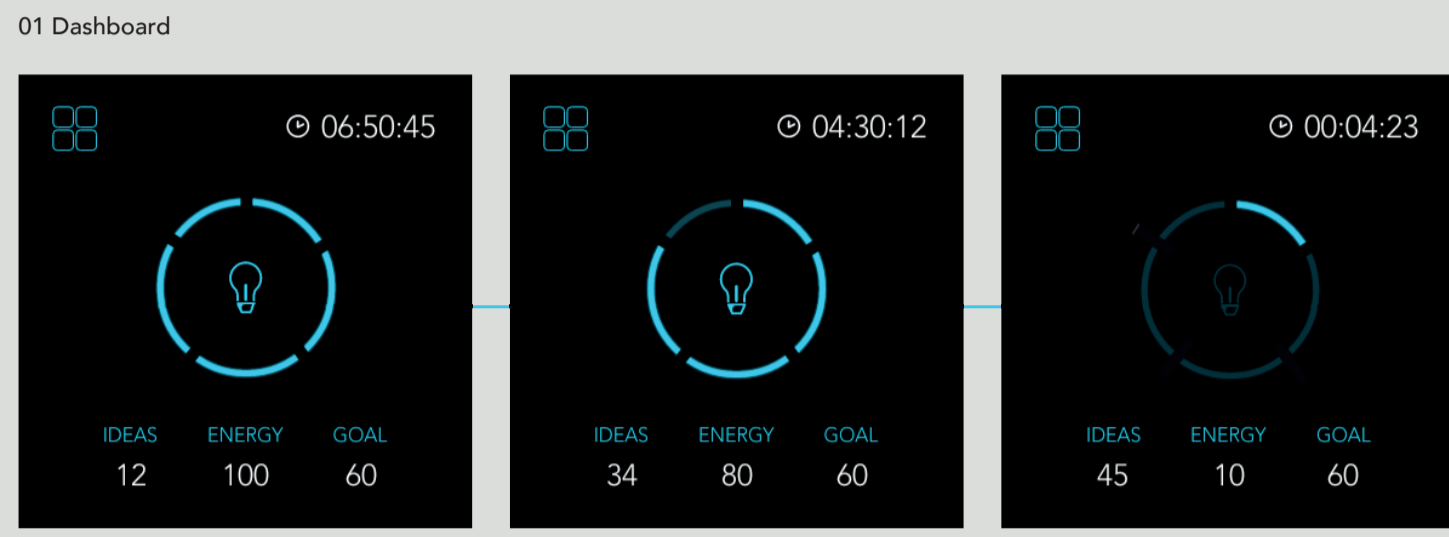 01 Dashboard
06:50:45
IDEAS ENERGY GOAL
12 100 60
04:30:12
IDEAS ENERGY GOAL
34 80 60
00:04:23
IDEAS ENERGY GOAL
45 10 60